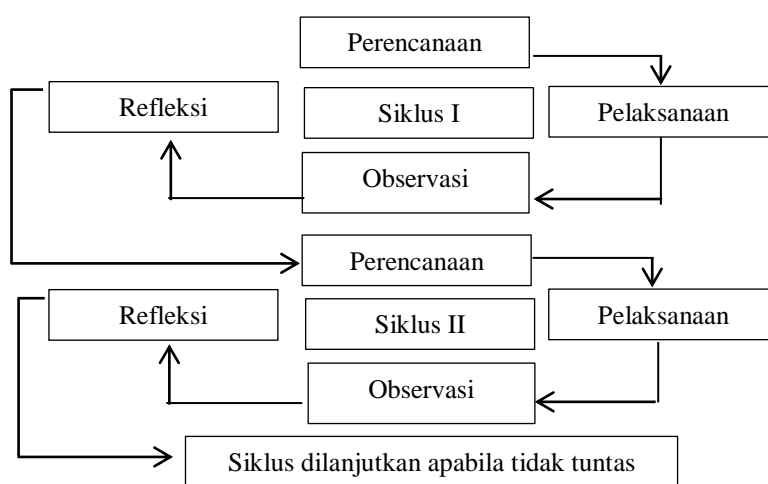 Perencanaan
Refleksi
Siklus I
Pelaksanaan
Observasi
Perencanaan
Refleksi
Siklus II
Pelaksanaan
Observasi
Siklus dilanjutkan apabila tidak tuntas